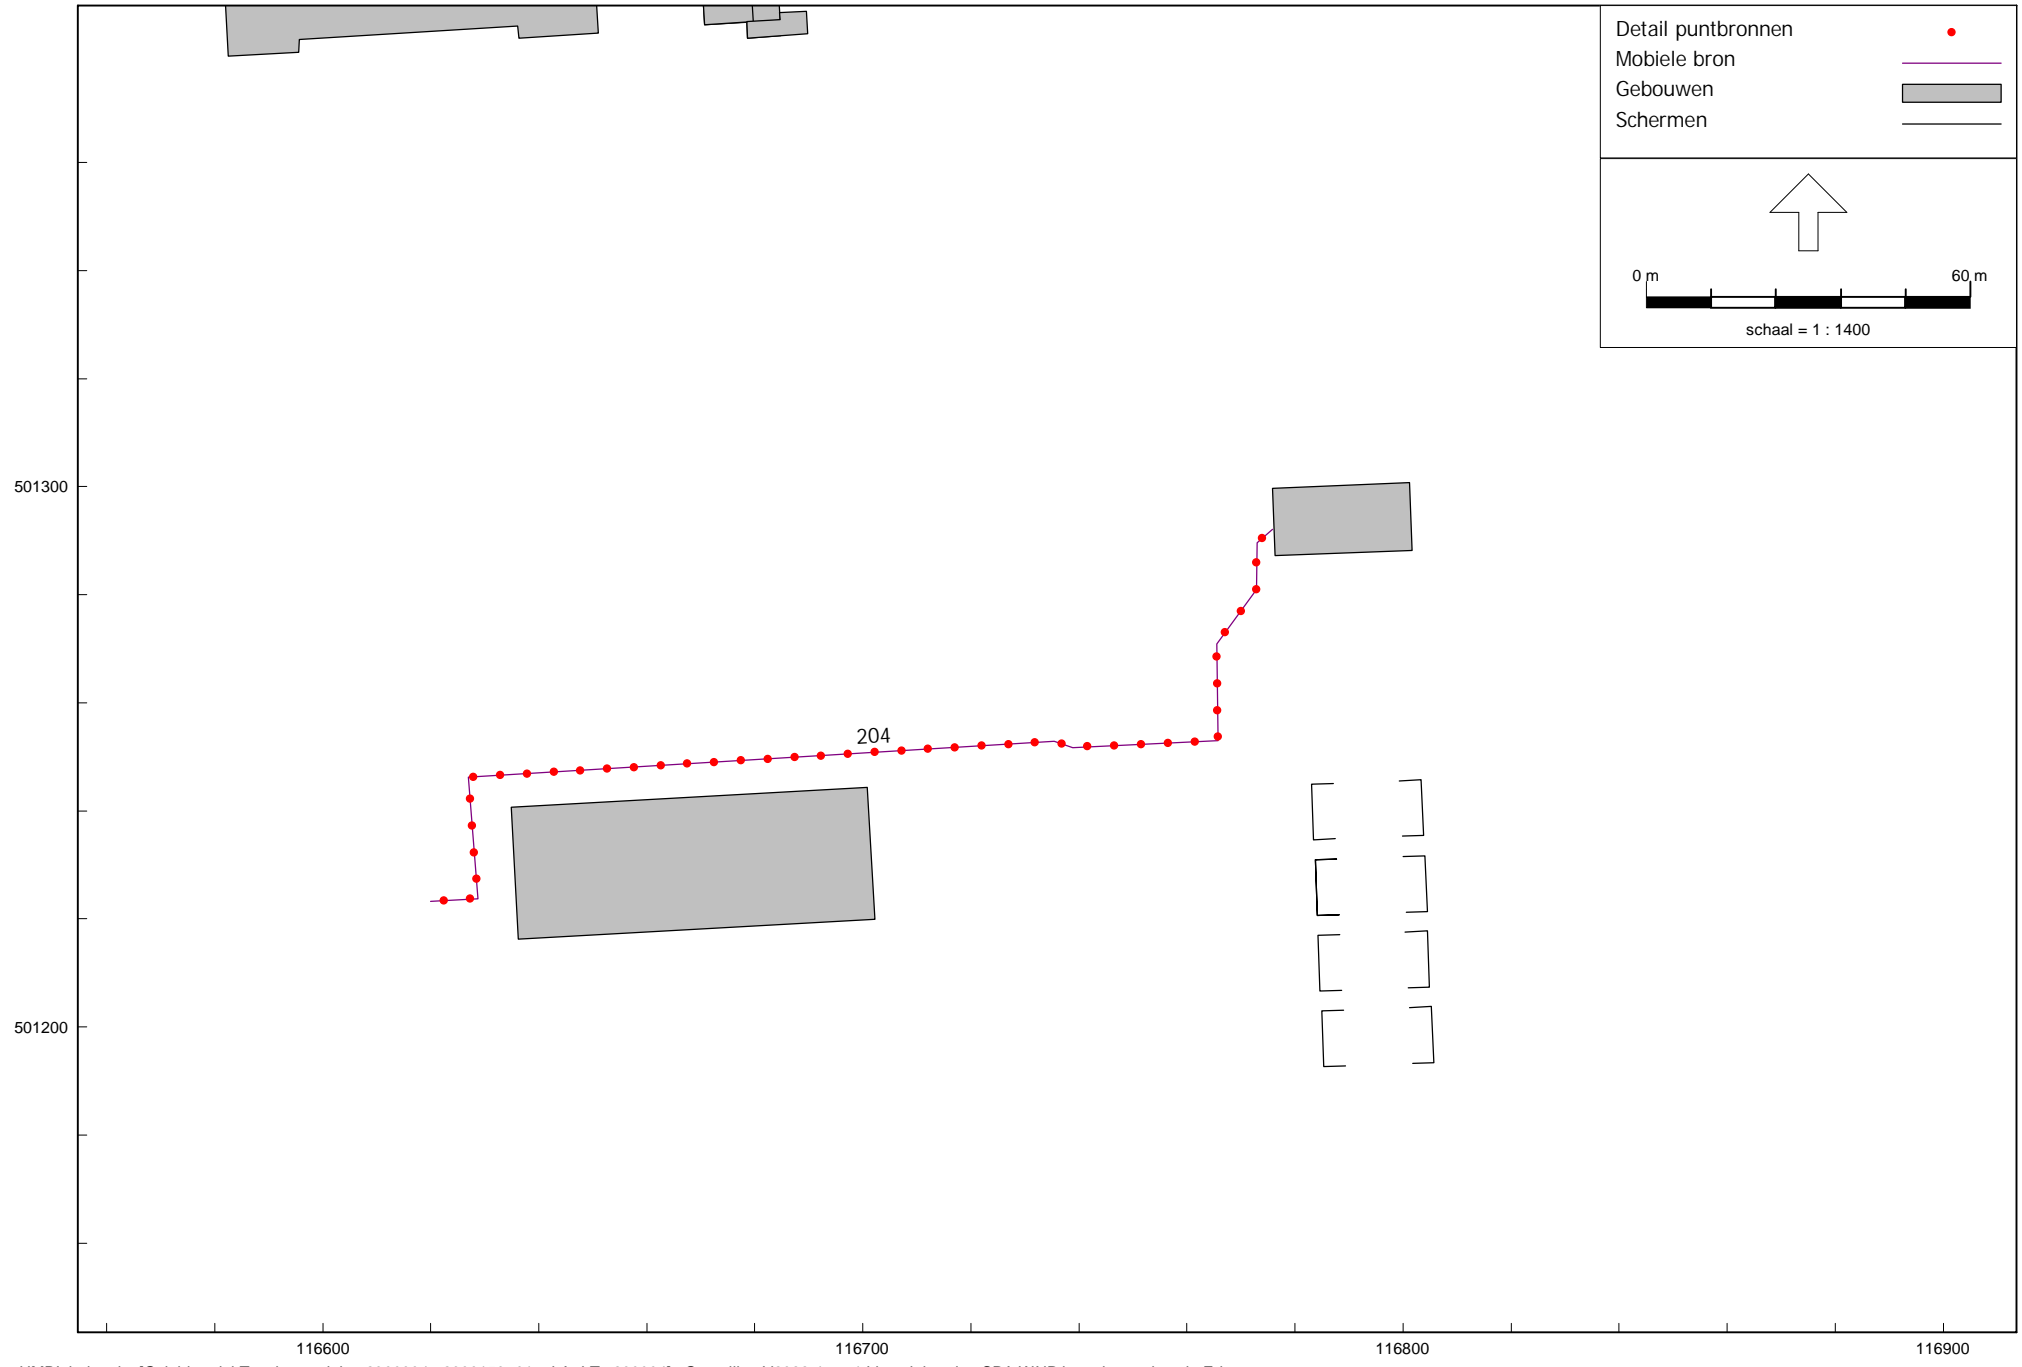 Detail puntbronnen
Mobiele bron
Gebouwen
Schermen
0 m 60 m
schaal = 1 : 1400
501300
204
501200
116600 116700 116800 116900